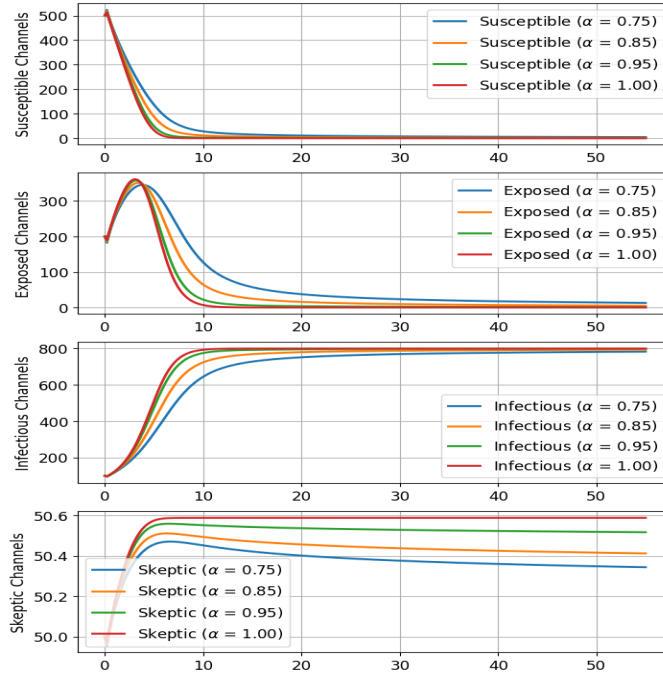 Susceptible Channels
500
400
300
200
100
0
Susceptible (α = 0.75)
Susceptible (α = 0.85)
Susceptible (α = 0.95)
Susceptible (α = 1.00)
0 10 20 30 40 50
Exposed Channels
300
200
100
0
Exposed (α = 0.75)
Exposed (α = 0.85)
Exposed (α = 0.95)
Exposed (α = 1.00)
0 10 20 30 40 50
Infectious Channels
800
600
400
200
Infectious (α = 0.75)
Infectious (α = 0.85)
Infectious (α = 0.95)
Infectious (α = 1.00)
0 10 20 30 40 50
Skeptic Channels
50.6
50.4
50.2
50.0
Skeptic (α = 0.75)
Skeptic (α = 0.85)
Skeptic (α = 0.95)
Skeptic (α = 1.00)
0 10 20 30 40 50